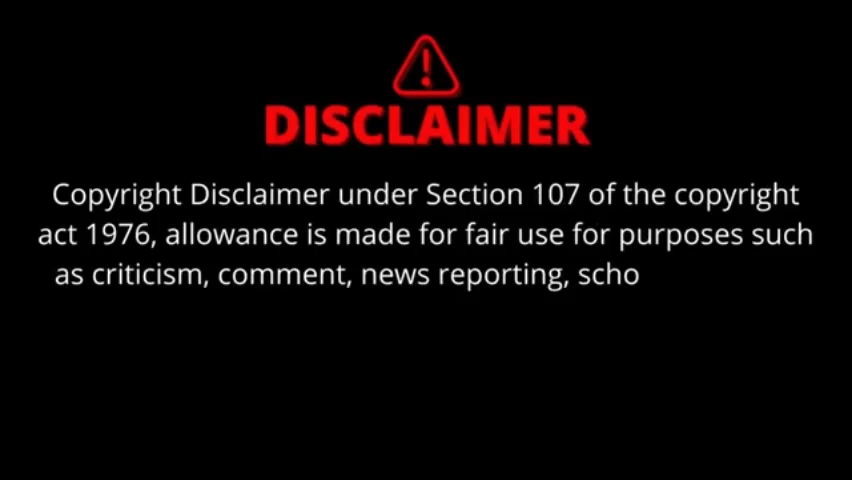 DISCLAIMER
Copyright Disclaimer under Section 107 of the copyright
act 1976, allowance is made for fair use for purposes such
as criticism, comment, news reporting, scho